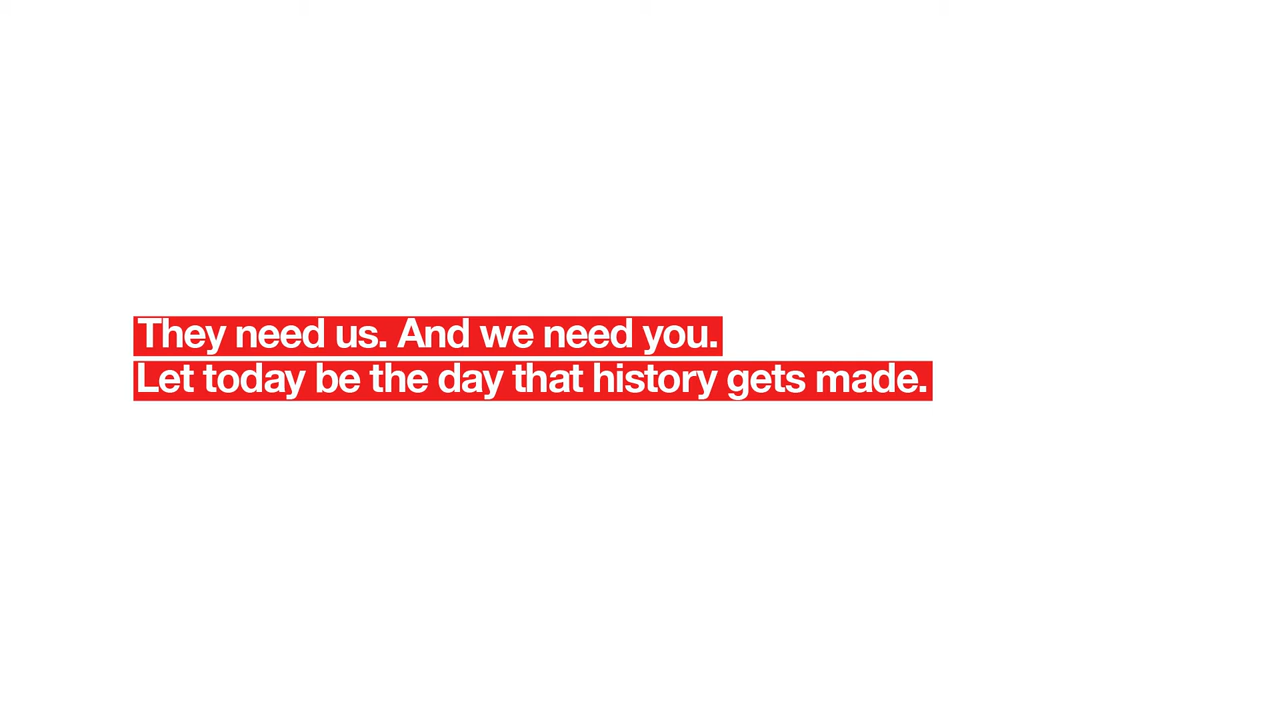 They need us. And we need you.
Let today be the day that history gets made.